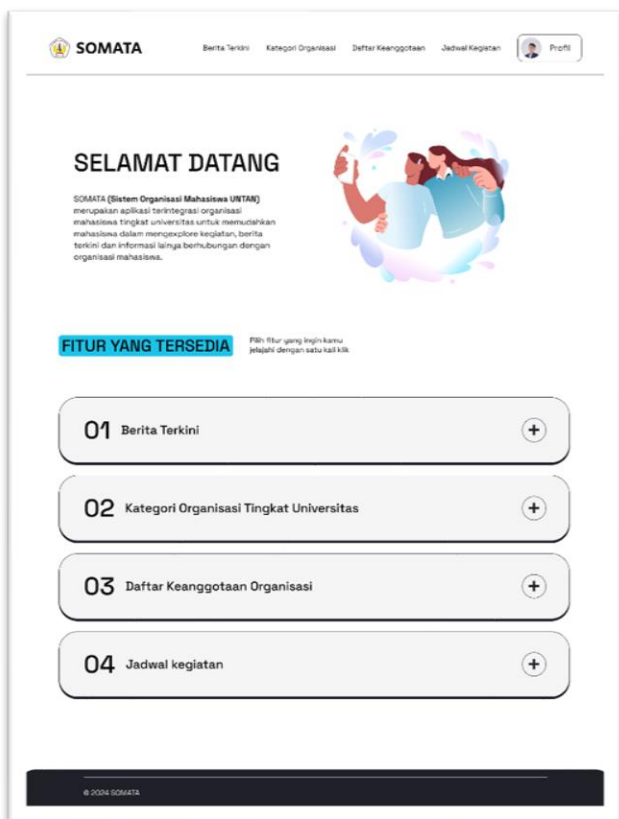 SOMATA
Berita Terkini
Kategori Organisasi
Daftar Keanggotaan
Jadwal Kegiatan
Profil
SELAMAT DATANG
SOMATA (Sistem Organisasi Mahasiswa UNTAN)
merupakan aplikasi terintegrasi organisasi
mahasiswa tingkat universitas untuk memudahkan
mahasiswa dalam mengexplore kegiatan, berita
terkini dan informasi lainya berhubungan dengan
organisasi mahasiswa.
FITUR YANG TERSEDIA
Pilih fitur yang ingin kamu
jelajahi dengan satu kali klik
01 Berita Terkini
02 Kategori Organisasi Tingkat Universitas
03 Daftar Keanggotaan Organisasi
04 Jadwal kegiatan
© 2024 SOMATA